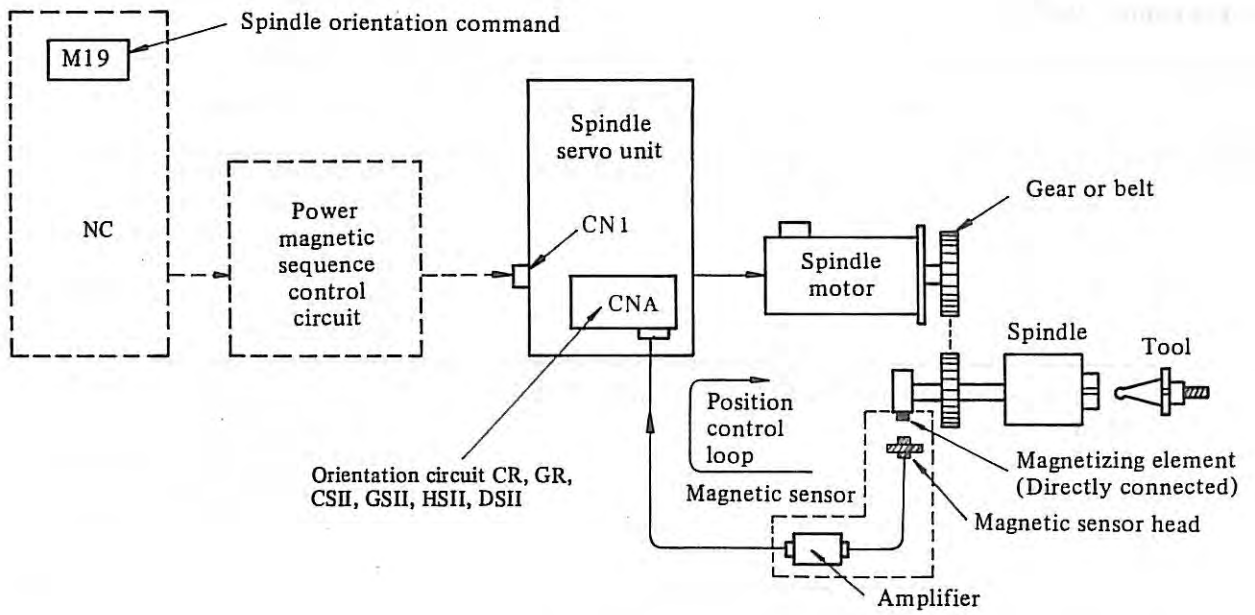 Spindle orientation command
M19
NC
Power
magnetic
sequence
control
circuit
Spindle
servo unit
CN1
CNA
Spindle
motor
Gear or belt
Spindle
Tool
Position
control
loop
Orientation circuit CR, GR,
CSII, GSII, HSII, DSII
Magnetic sensor
Magnetizing element
(Directly connected)
Magnetic sensor head
Amplifier